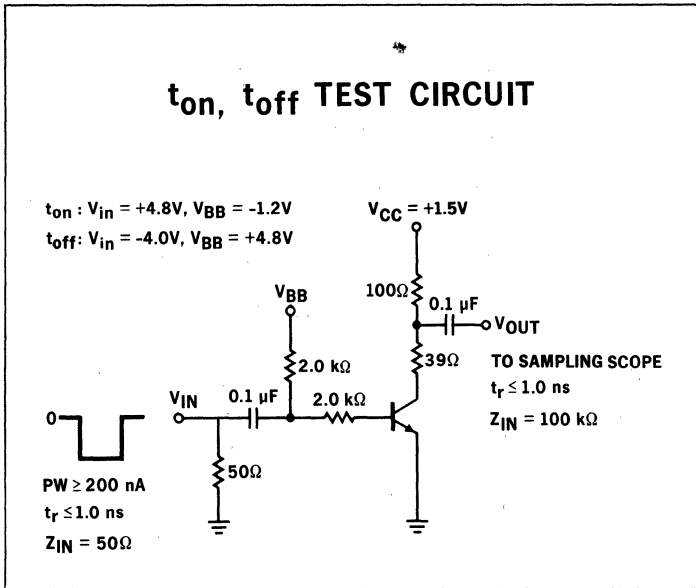 ton, toff TEST CIRCUIT
ton : Vin = +4.8V, VBB = -1.2V
toff: Vin = -4.0V, VBB = +4.8V
VCC = +1.5V
100Ω
0.1 µF
VOUT
39Ω
TO SAMPLING SCOPE
tr ≤ 1.0 ns
ZIN = 100 kΩ
VBB
2.0 kΩ
VIN
0.1 µF
2.0 kΩ
50Ω
0
PW ≥ 200 nA
tr ≤ 1.0 ns
ZIN = 50Ω